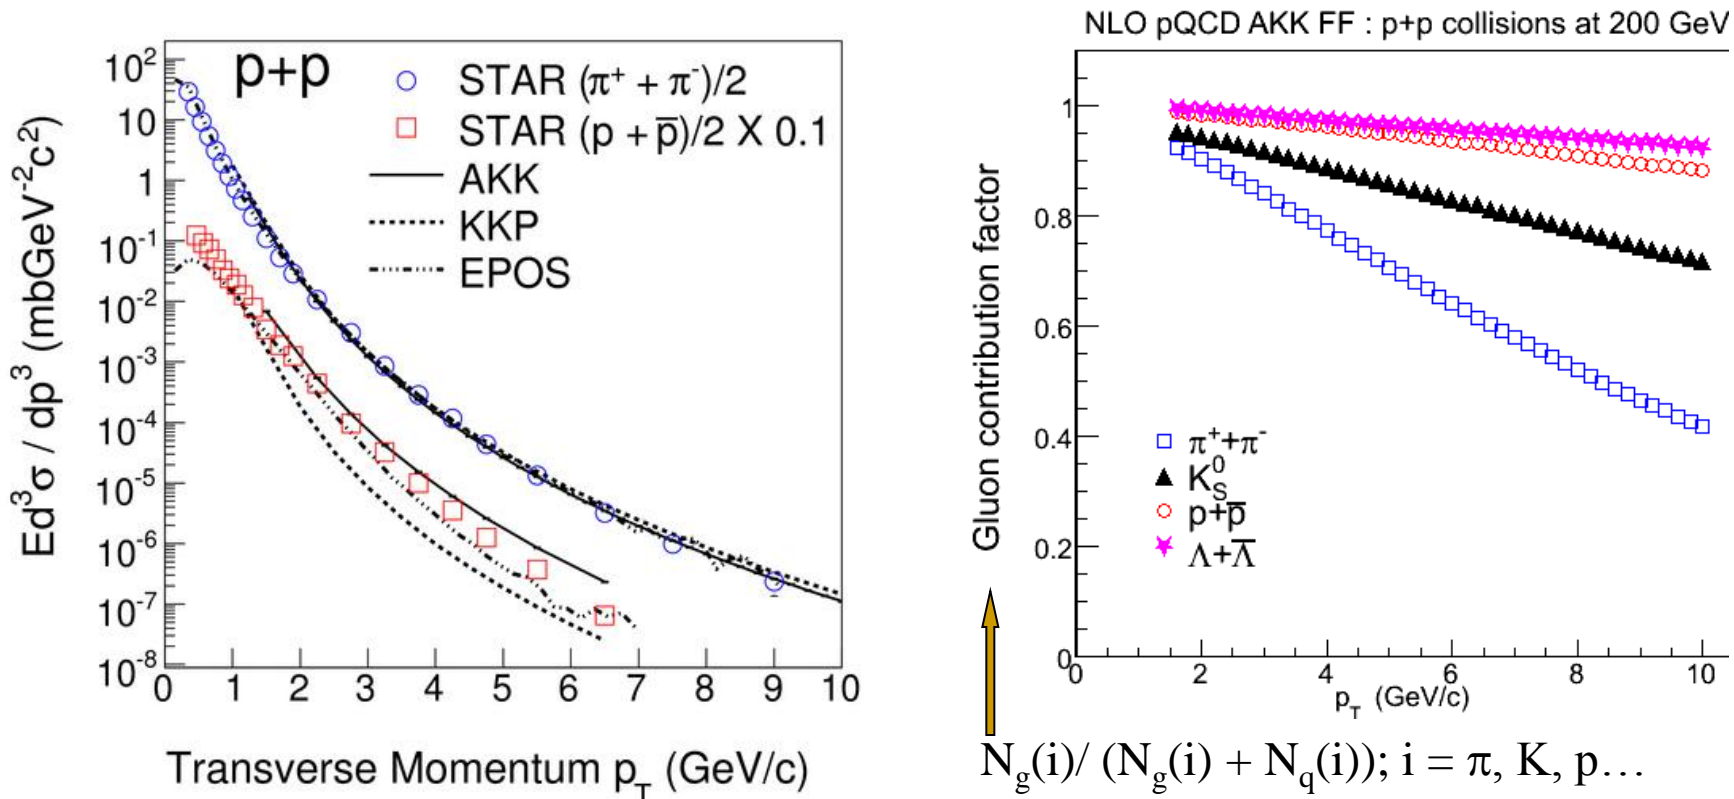 p+p
STAR (π⁺ + π⁻)/2
STAR (p + p̅)/2 X 0.1
AKK
KKP
EPOS
Ed³σ / dp³ (mbGeV⁻²c²)
10²
10
1
10⁻¹
10⁻²
10⁻³
10⁻⁴
10⁻⁵
10⁻⁶
10⁻⁷
10⁻⁸
0 1 2 3 4 5 6 7 8 9 10
Transverse Momentum p_T (GeV/c)
NLO pQCD AKK FF : p+p collisions at 200 GeV
Gluon contribution factor
1
0.8
0.6
0.4
0.2
0
π⁺+π⁻
K⁰_S
p+p̅
Λ+Λ̅
0 2 4 6 8 10
p_T (GeV/c)
N_g(i)/ (N_g(i) + N_q(i)); i = π, K, p…